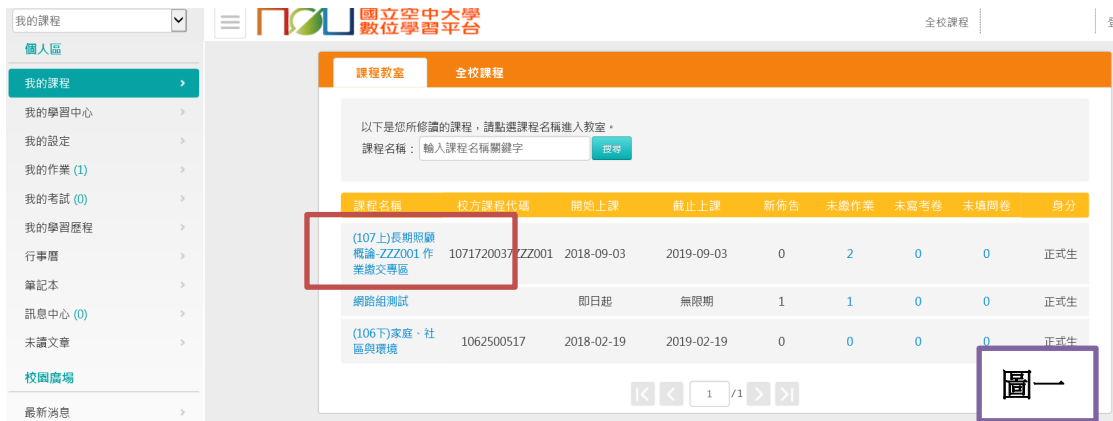 我的課程
國立空中大學
數位學習平台
全校課程
個人區
我的課程
我的學習中心
我的設定
我的作業 (1)
我的考試 (0)
我的學習歷程
行事曆
筆記本
訊息中心 (0)
未讀文章
校園廣場
最新消息
課程教室 全校課程
以下是您所修讀的課程，請點選課程名稱進入教室。
課程名稱： 輸入課程名稱關鍵字 搜尋
課程名稱 校方課程代碼 開始上課 截止上課 新佈告 未繳作業 未寫考卷 未填問卷 身分
(107上)長期照顧
概論-ZZZ001 作 1071720037ZZZ001 2018-09-03 2019-09-03 0 2 0 0 正式生
業繳交專區
網路組測試 即日起 無限期 1 1 0 0 正式生
(106下)家庭、社
區與環境 1062500517 2018-02-19 2019-02-19 0 0 0 0 正式生
1 /1
圖一